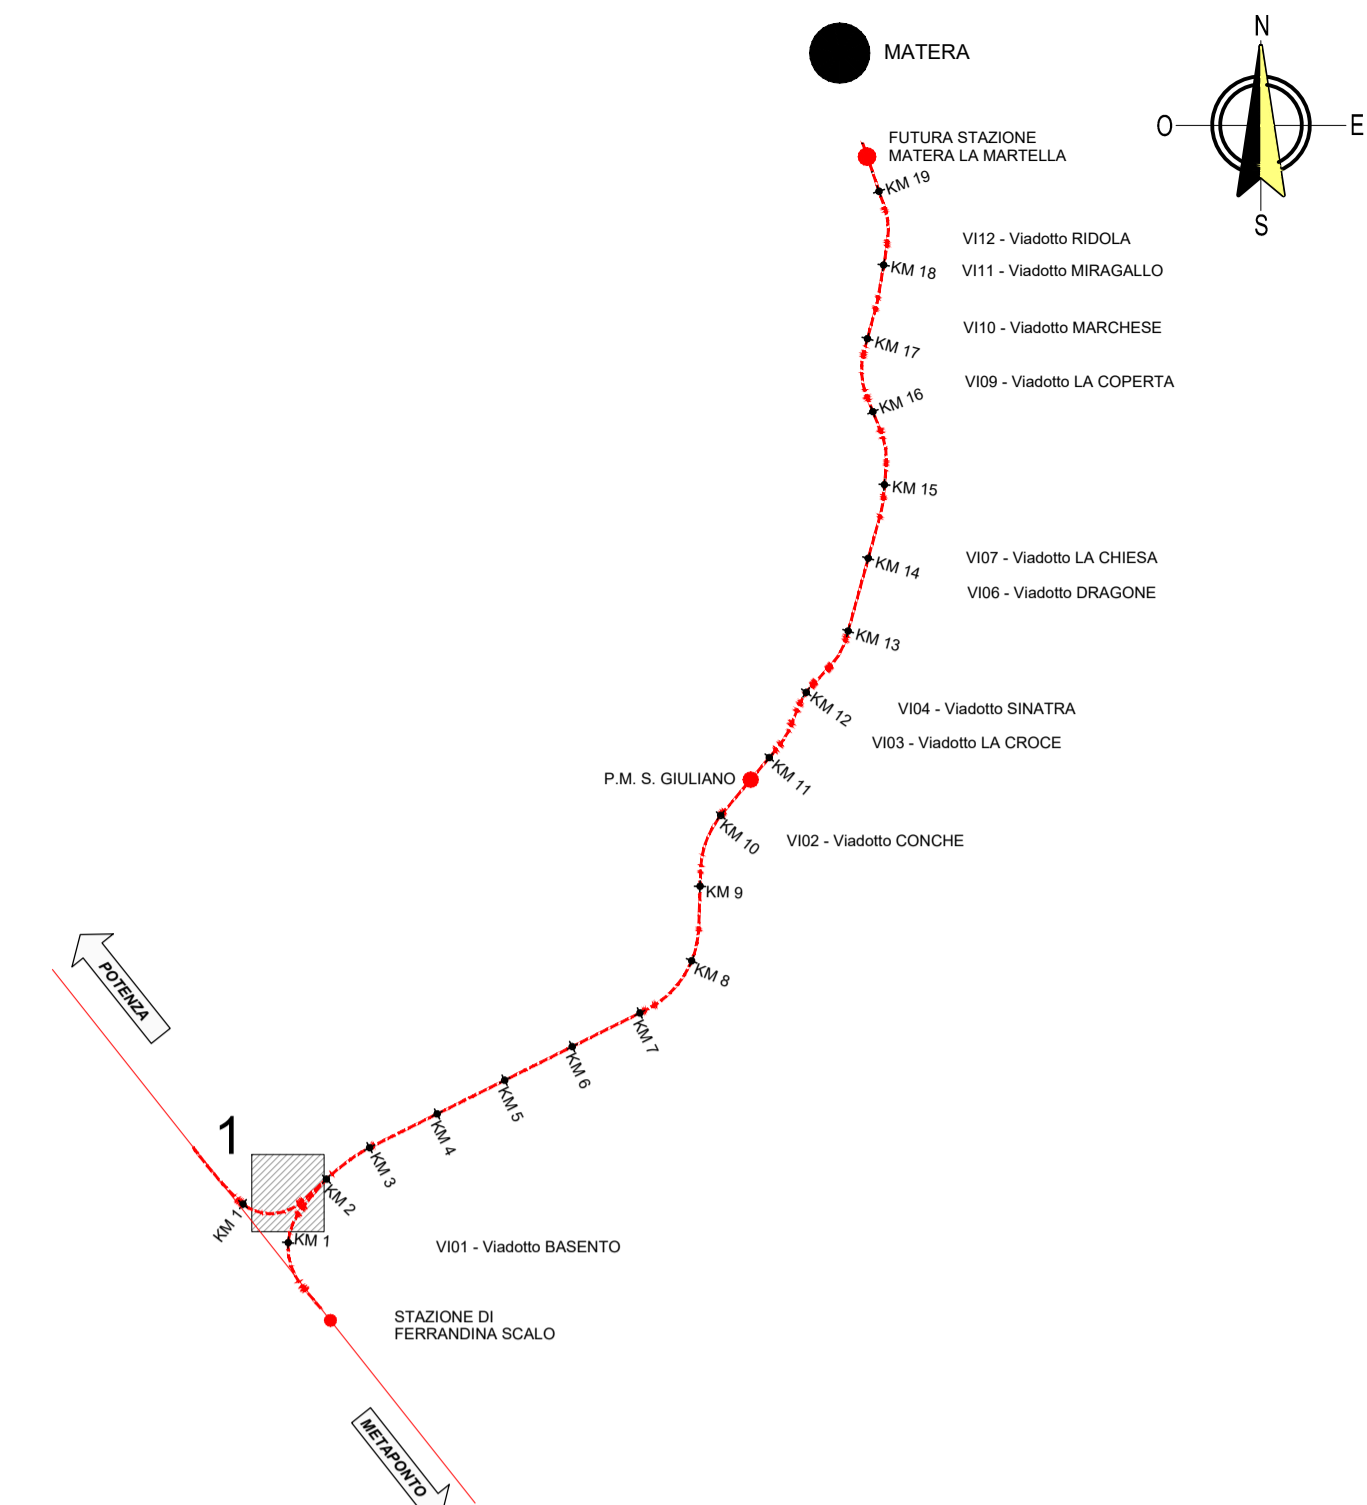 N
MATERA
O
E
FUTURA STAZIONE
MATERA LA MARTELLA
KM 19
S
VI12 - Viadotto RIDOLA
KM 18
VI11 - Viadotto MIRAGALLO
VI10 - Viadotto MARCHESE
KM 17
VI09 - Viadotto LA COPERTA
KM 16
KM 15
VI07 - Viadotto LA CHIESA
KM 14
VI06 - Viadotto DRAGONE
KM 13
KM 12
VI04 - Viadotto SINATRA
VI03 - Viadotto LA CROCE
KM 11
P.M. S. GIULIANO
KM 10
VI02 - Viadotto CONCHE
KM 9
KM 8
POTENZA
KM 7
KM 6
KM 5
KM 4
1
KM 3
KM 2
KM 1
KM 1
VI01 - Viadotto BASENTO
STAZIONE DI
FERRANDINA SCALO
METAPONTO